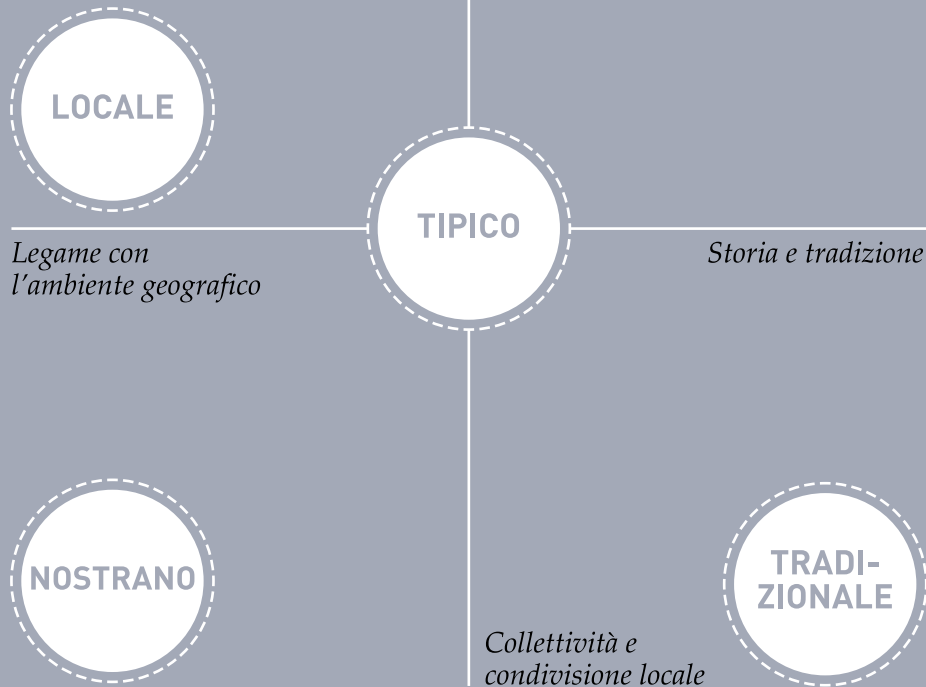 LOCALE
TIPICO
Legame con
l’ambiente geografico
Storia e tradizione
NOSTRANO
TRADI-
ZIONALE
Collettività e
condivisione locale